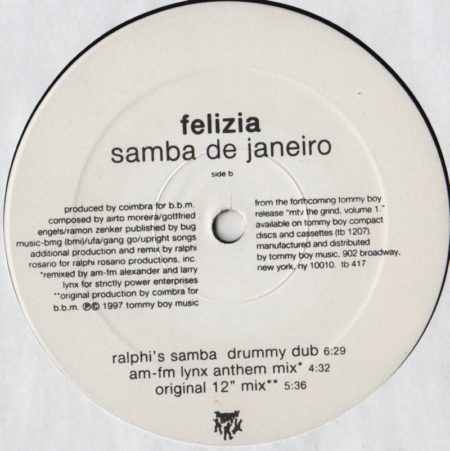 felizia
samba de janeiro
side b
produced by coimbra for b.b.m.
composed by airto moreira/gottfried
engels/ramon zenker published by bug
music-bmg (bmi)/ufa/gang go/upright songs
additional production and remix by ralphi
rosario for ralphi rosario productions, inc.
*remixed by am-fm alexander and larry
lynx for strictly power enterprises
**original production by coimbra for
b.b.m. ℗© 1997 tommy boy music
from the forthcoming tommy boy
release "mtv the grind, volume 1."
available on tommy boy compact
discs and cassettes (tb 1207).
manufactured and distributed
by tommy boy music, 902 broadway,
new york, ny 10010. tb 417
ralphi's samba drummy dub 6:29
am-fm lynx anthem mix* 4:32
original 12" mix** 5:36